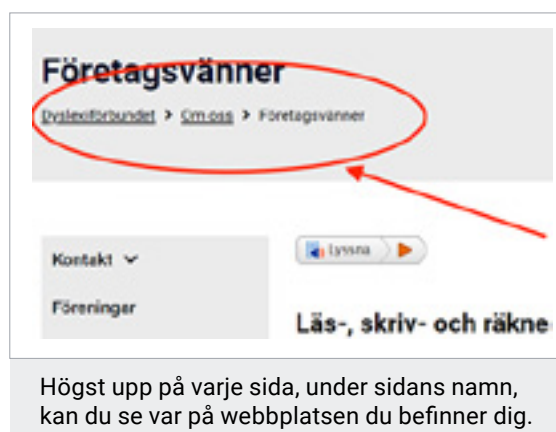 Företagsvänner
Dyslexiförbundet > Om oss > Företagsvänner
Kontakt
Lyssna
Föreningar
Läs-, skriv- och räkne
Högst upp på varje sida, under sidans namn,
kan du se var på webbplatsen du befinner dig.